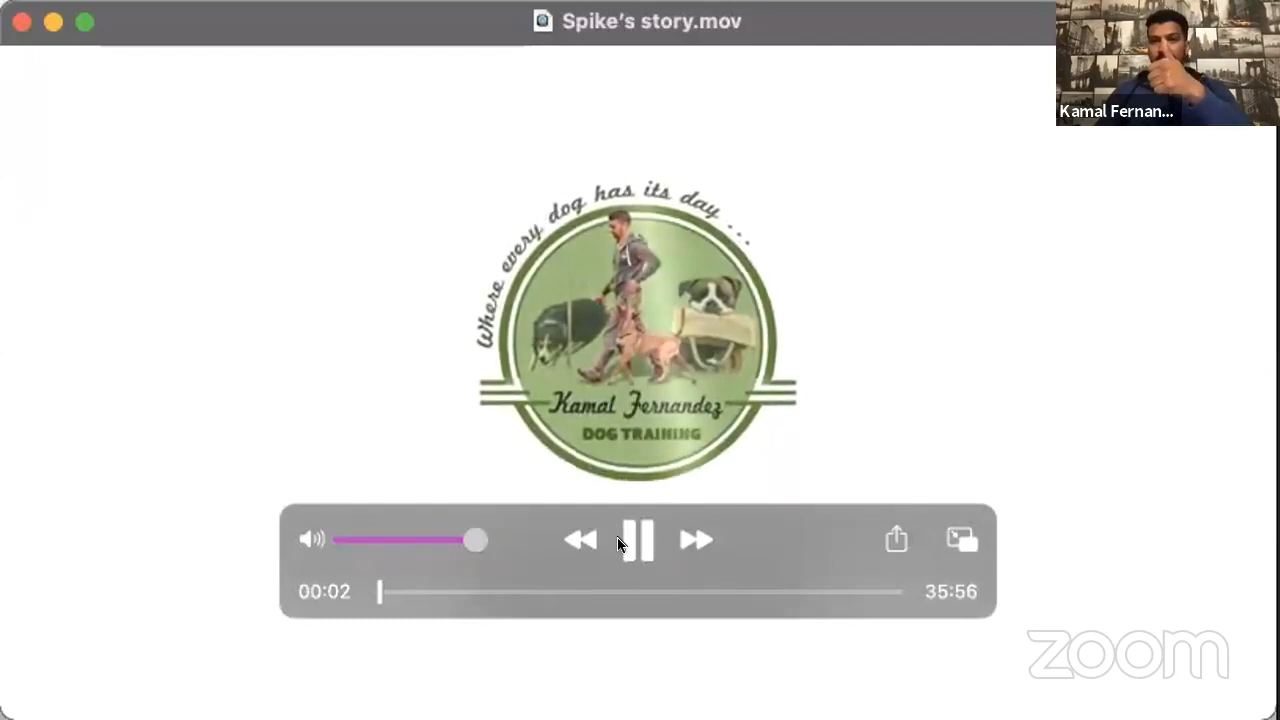 Spike’s story.mov
Kamal Fernan...
Where every dog has its day ...
Kamal Fernandez
DOG TRAINING
00:02
35:56
zoom